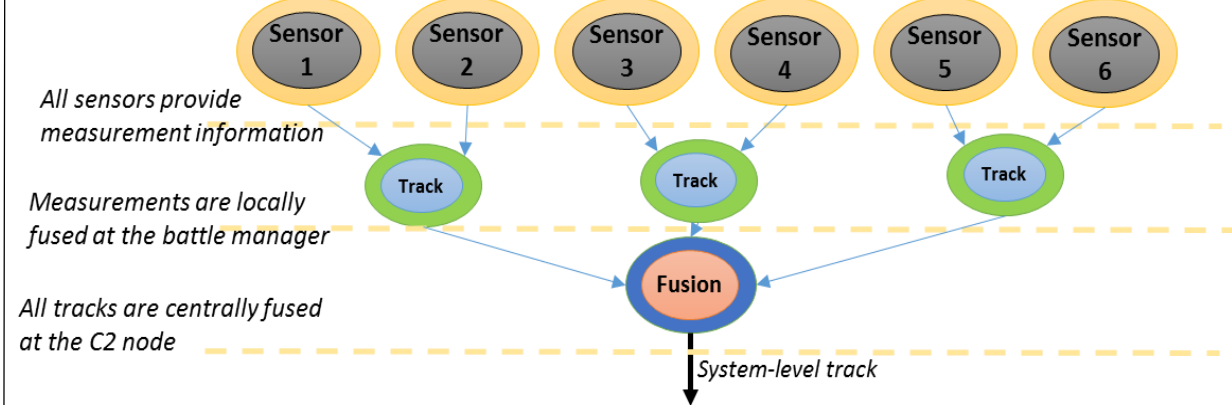 Sensor
1
Sensor
2
Sensor
3
Sensor
4
Sensor
5
Sensor
6
All sensors provide
measurement information
Track
Track
Track
Measurements are locally
fused at the battle manager
Fusion
All tracks are centrally fused
at the C2 node
System-level track